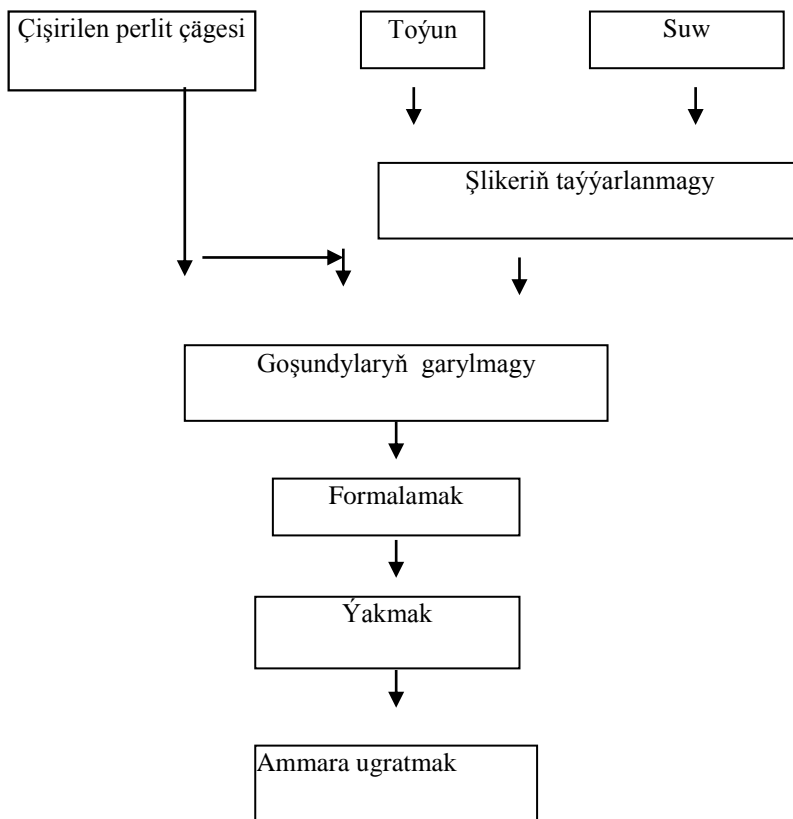 Çişirilen perlit çägesi
Toýun
Suw
Şlikeriň taýýarlanmagy
Goşundylaryň garylmagy
Formalamak
Ýakmak
Ammara ugratmak